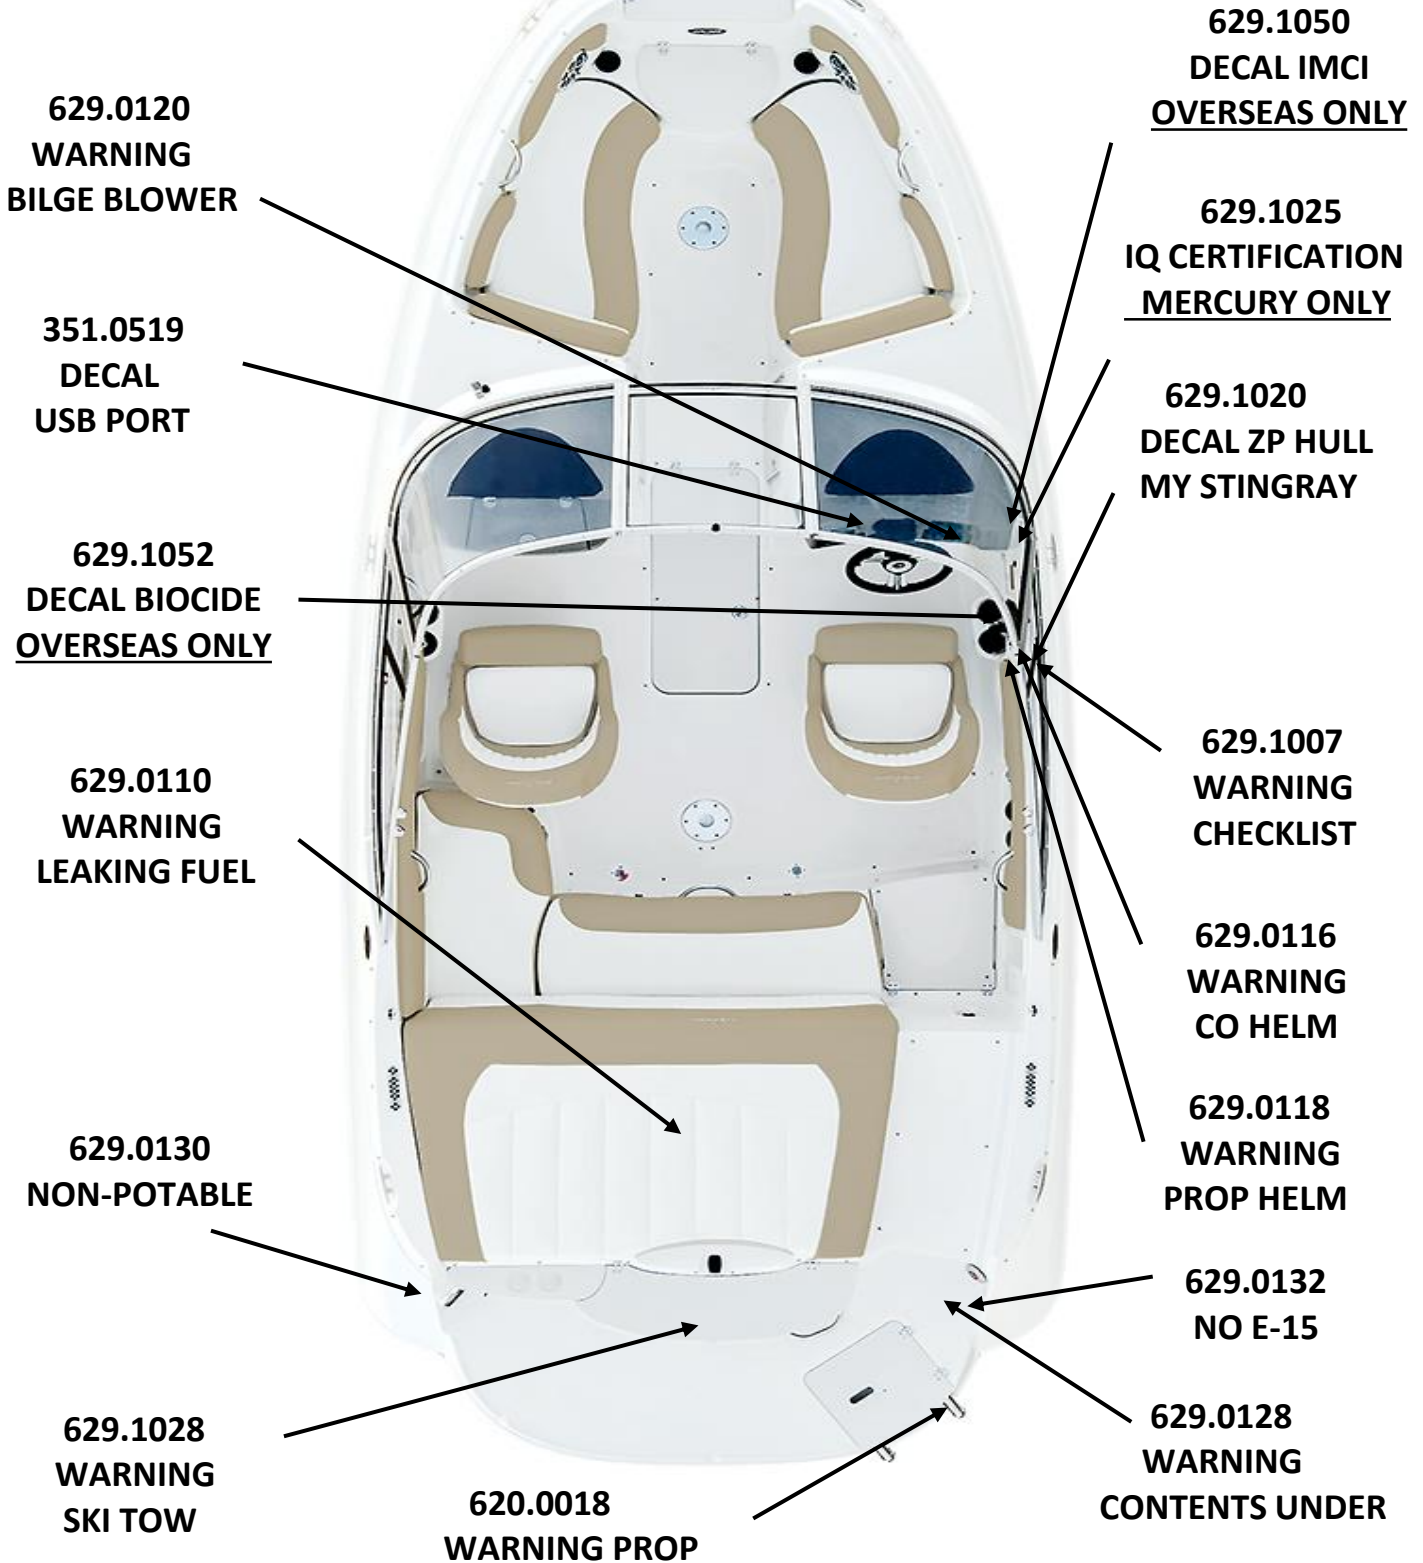 629.1050
DECAL IMCI
OVERSEAS ONLY
629.0120
WARNING
BILGE BLOWER
629.1025
IQ CERTIFICATION
MERCURY ONLY
351.0519
DECAL
USB PORT
629.1020
DECAL ZP HULL
MY STINGRAY
629.1052
DECAL BIOCIDE
OVERSEAS ONLY
629.1007
WARNING
CHECKLIST
629.0110
WARNING
LEAKING FUEL
629.0116
WARNING
CO HELM
629.0118
WARNING
PROP HELM
629.0130
NON-POTABLE
629.0132
NO E-15
629.0128
WARNING
CONTENTS UNDER
629.1028
WARNING
SKI TOW
620.0018
WARNING PROP